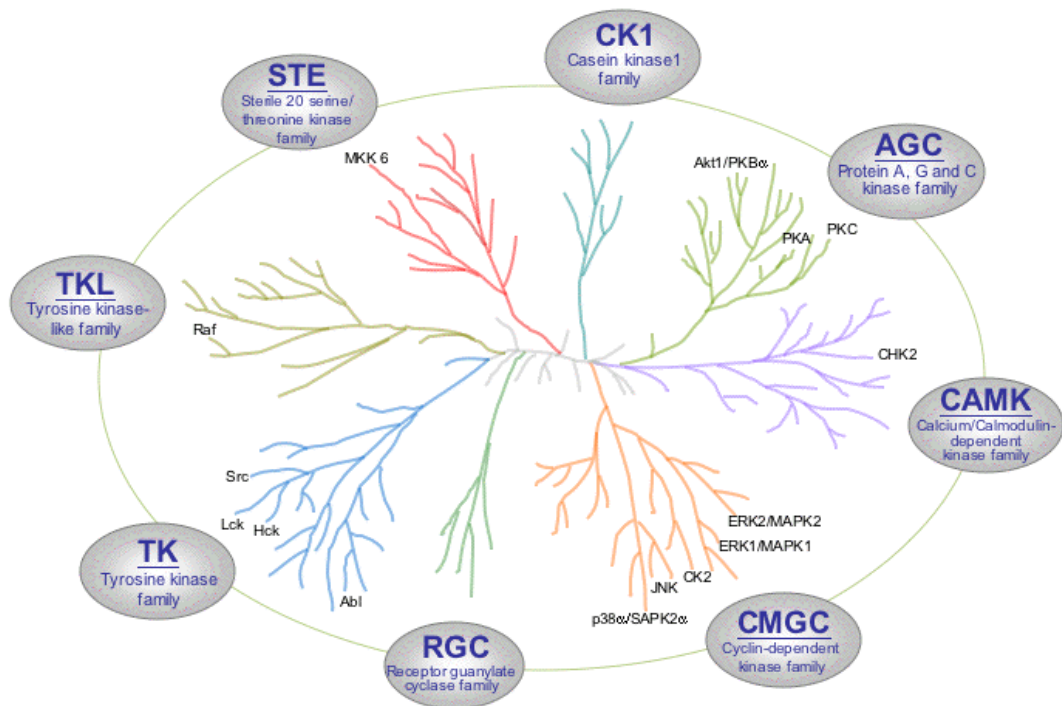 CK1
Casein kinase1
family
STE
Sterile 20 serine/
threonine kinase
family
MKK 6
Akt1/PKBα
AGC
Protein A, G and C
kinase family
PKA
PKC
TKL
Tyrosine kinase-
like family
Raf
CHK2
CAMK
Calcium/Calmodulin-
dependent
kinase family
Src
Lck
Hck
ERK2/MAPK2
ERK1/MAPK1
TK
Tyrosine kinase
family
Abl
JNK
CK2
p38α/SAPK2α
RGC
Receptor guanylate
cyclase family
CMGC
Cyclin-dependent
kinase family